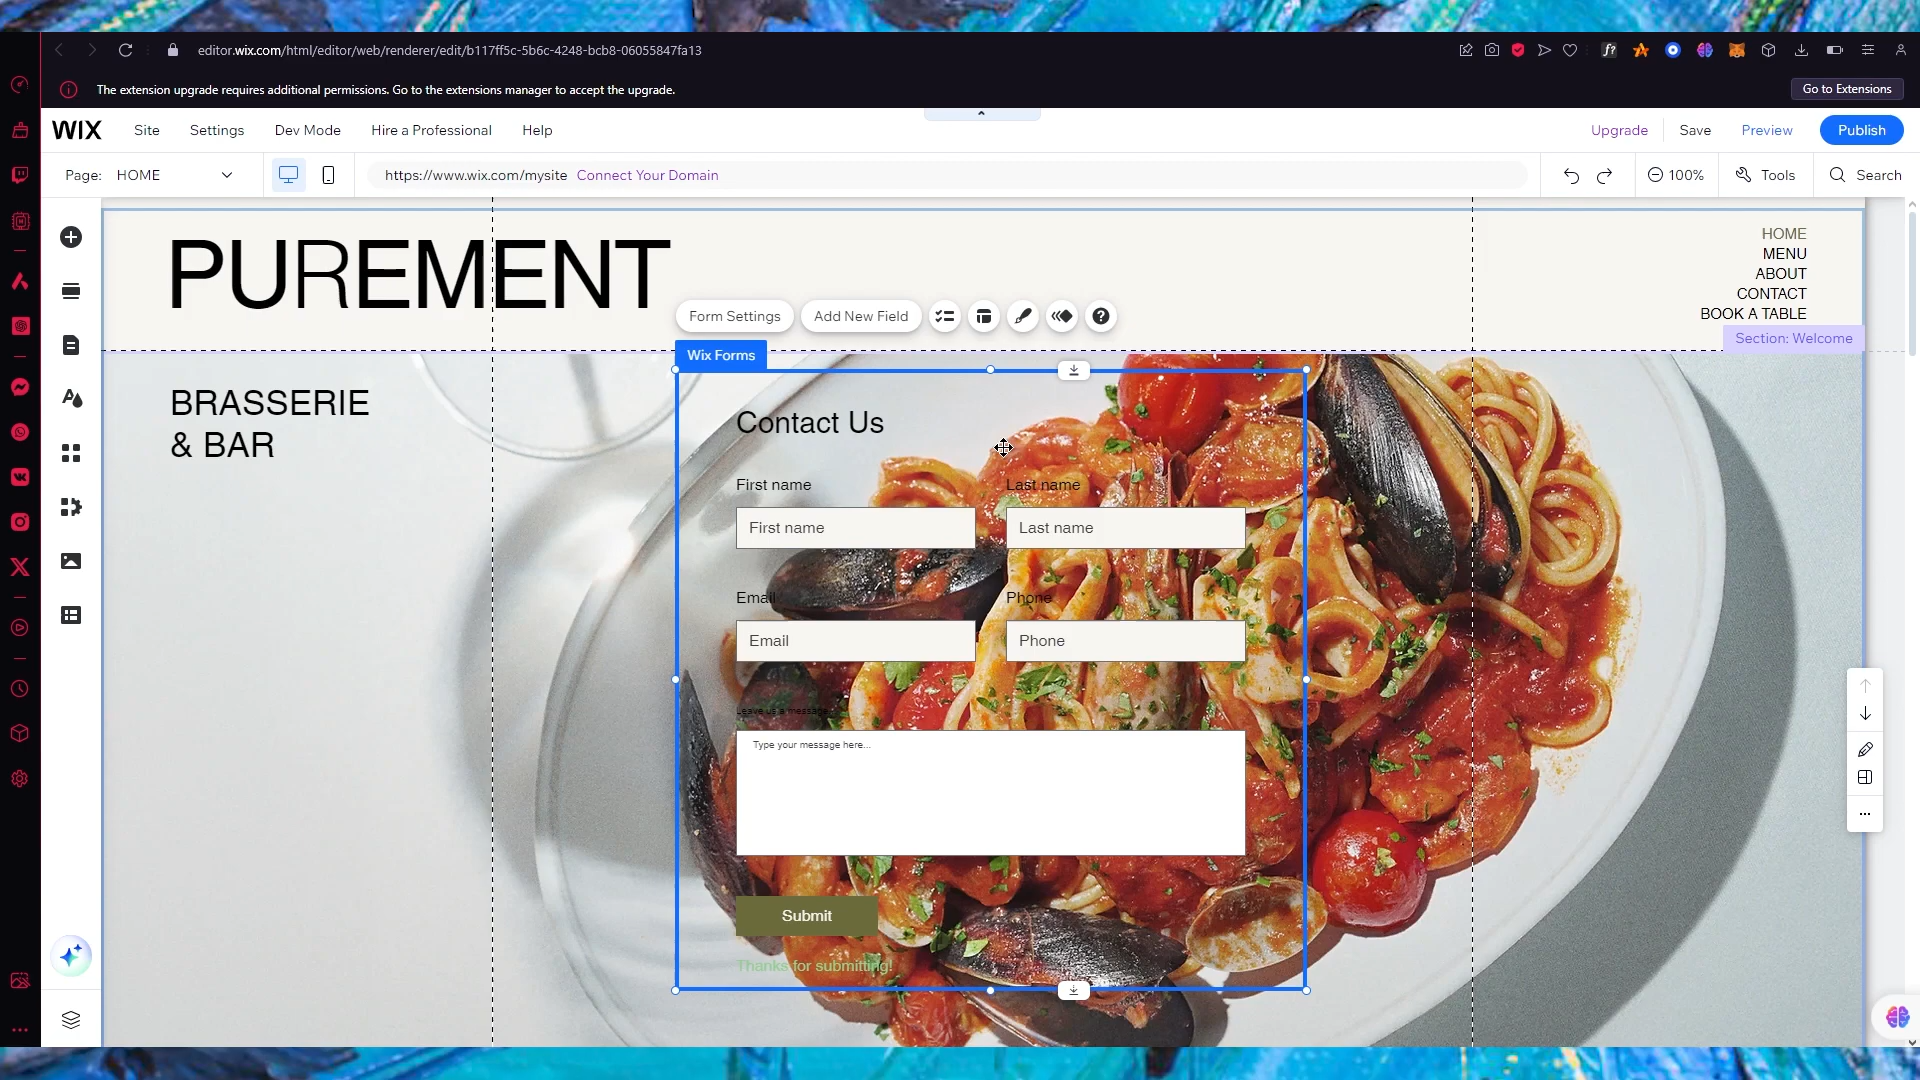 editor.wix.com/html/editor/web/renderer/edit/b117ff5c-5b6c-4248-bcb8-06055847fa13
The extension upgrade requires additional permissions. Go to the extensions manager to accept the upgrade.
Go to Extensions
WIX
Site
Settings
Dev Mode
Hire a Professional
Help
Upgrade
Save
Preview
Publish
Page: HOME
https://www.wix.com/mysite Connect Your Domain
100%
Tools
Search
PUREMENT
HOME
MENU
ABOUT
CONTACT
BOOK A TABLE
Section: Welcome
Form Settings
Add New Field
Wix Forms
BRASSERIE
& BAR
Contact Us
First name
Last name
First name
Last name
Email
Phone
Email
Phone
Leave us a message...
Type your message here...
Submit
Thanks for submitting!